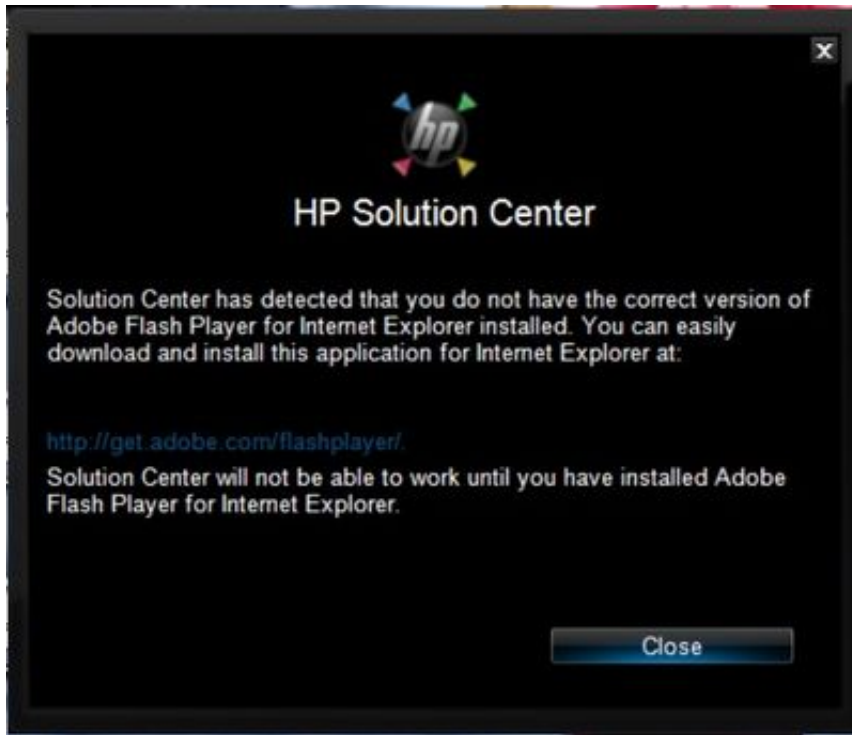 X
hp
HP Solution Center
Solution Center has detected that you do not have the correct version of
Adobe Flash Player for Internet Explorer installed. You can easily
download and install this application for Internet Explorer at:
http://get.adobe.com/flashplayer/.
Solution Center will not be able to work until you have installed Adobe
Flash Player for Internet Explorer.
Close